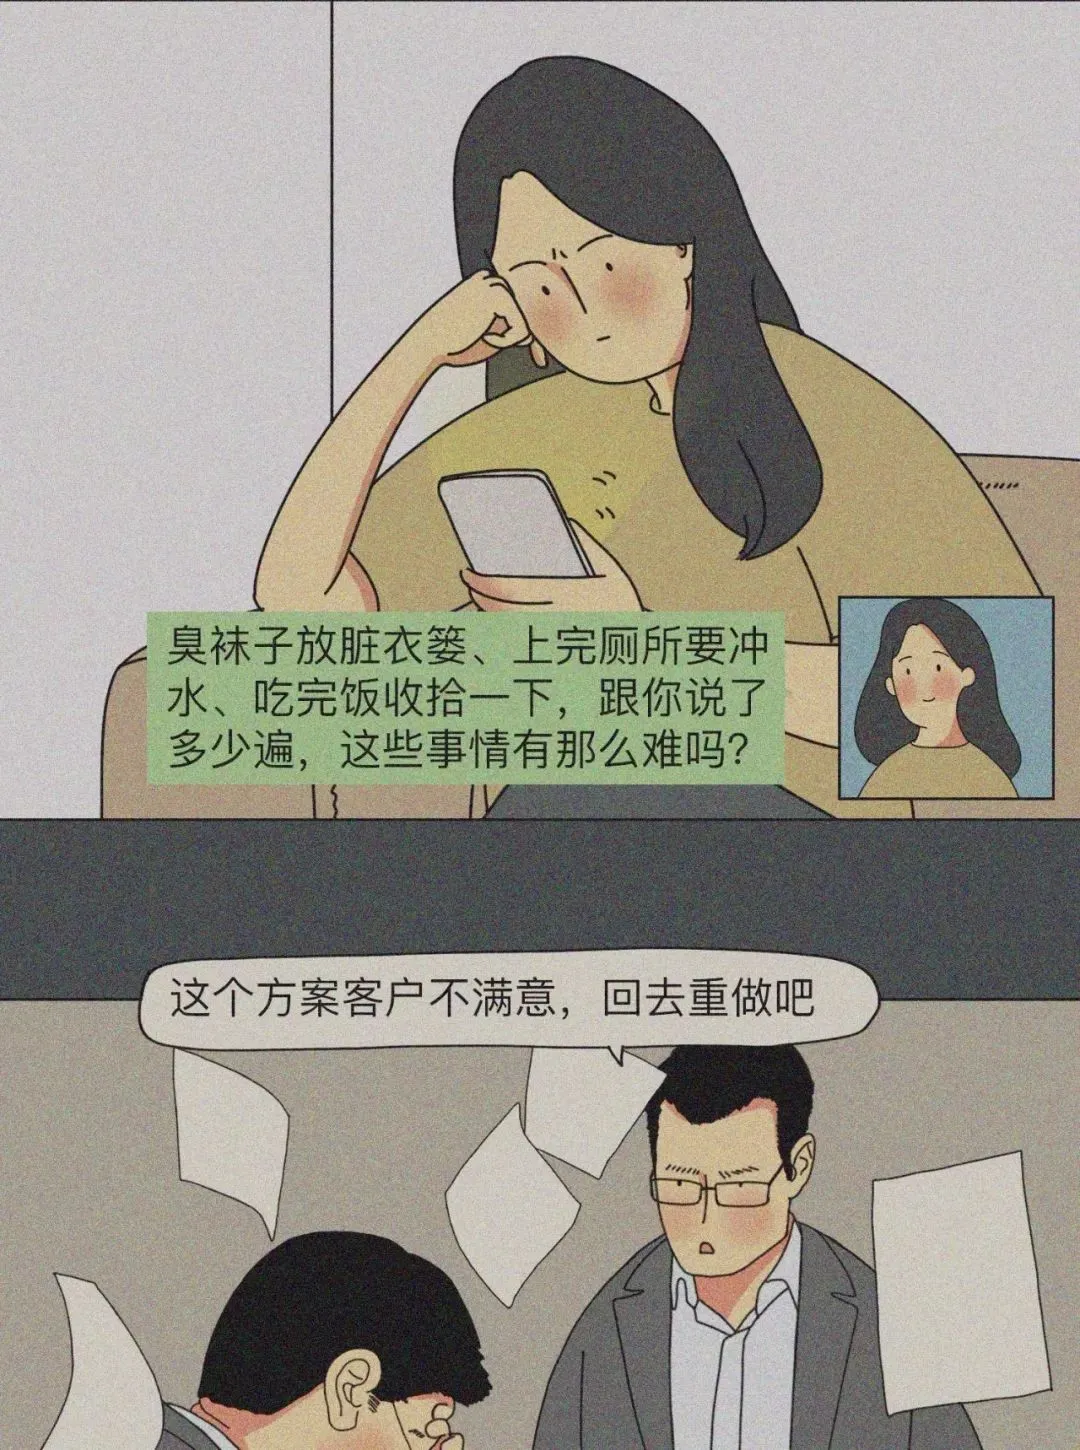 臭袜子放脏衣篓、上完厕所要冲
水、吃完饭收拾一下，跟你说了
多少遍，这些事情有那么难吗？
这个方案客户不满意，回去重做吧